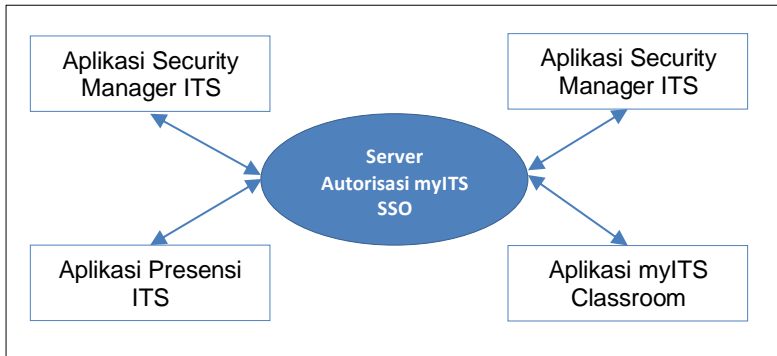 Aplikasi Security
Manager ITS
Aplikasi Security
Manager ITS
Server
Autorisasi myITS
SSO
Aplikasi Presensi
ITS
Aplikasi myITS
Classroom